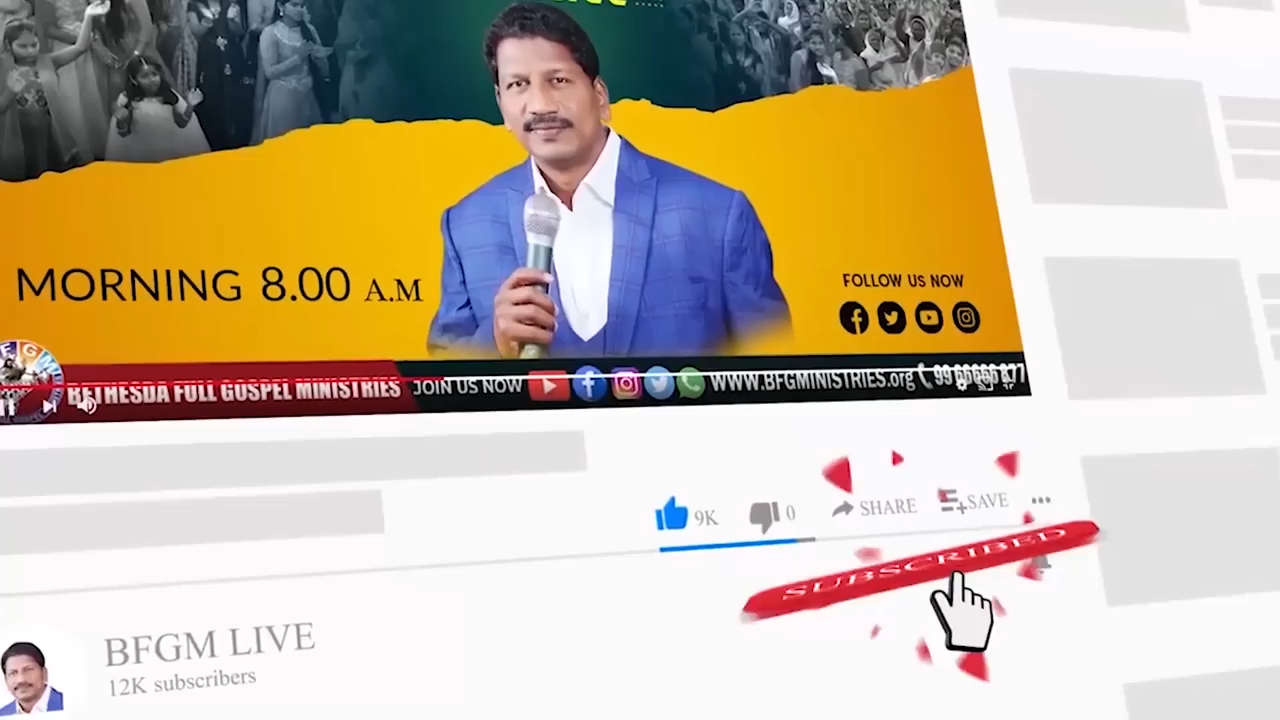 MORNING 8.00 A.M
FOLLOW US NOW
BETHESDA FULL GOSPEL MINISTRIES JOIN US NOW WWW.BFGMINISTRIES.org
9K 0 SHARE SAVE
SUBSCRIBED
BFGM LIVE
12K subscribers